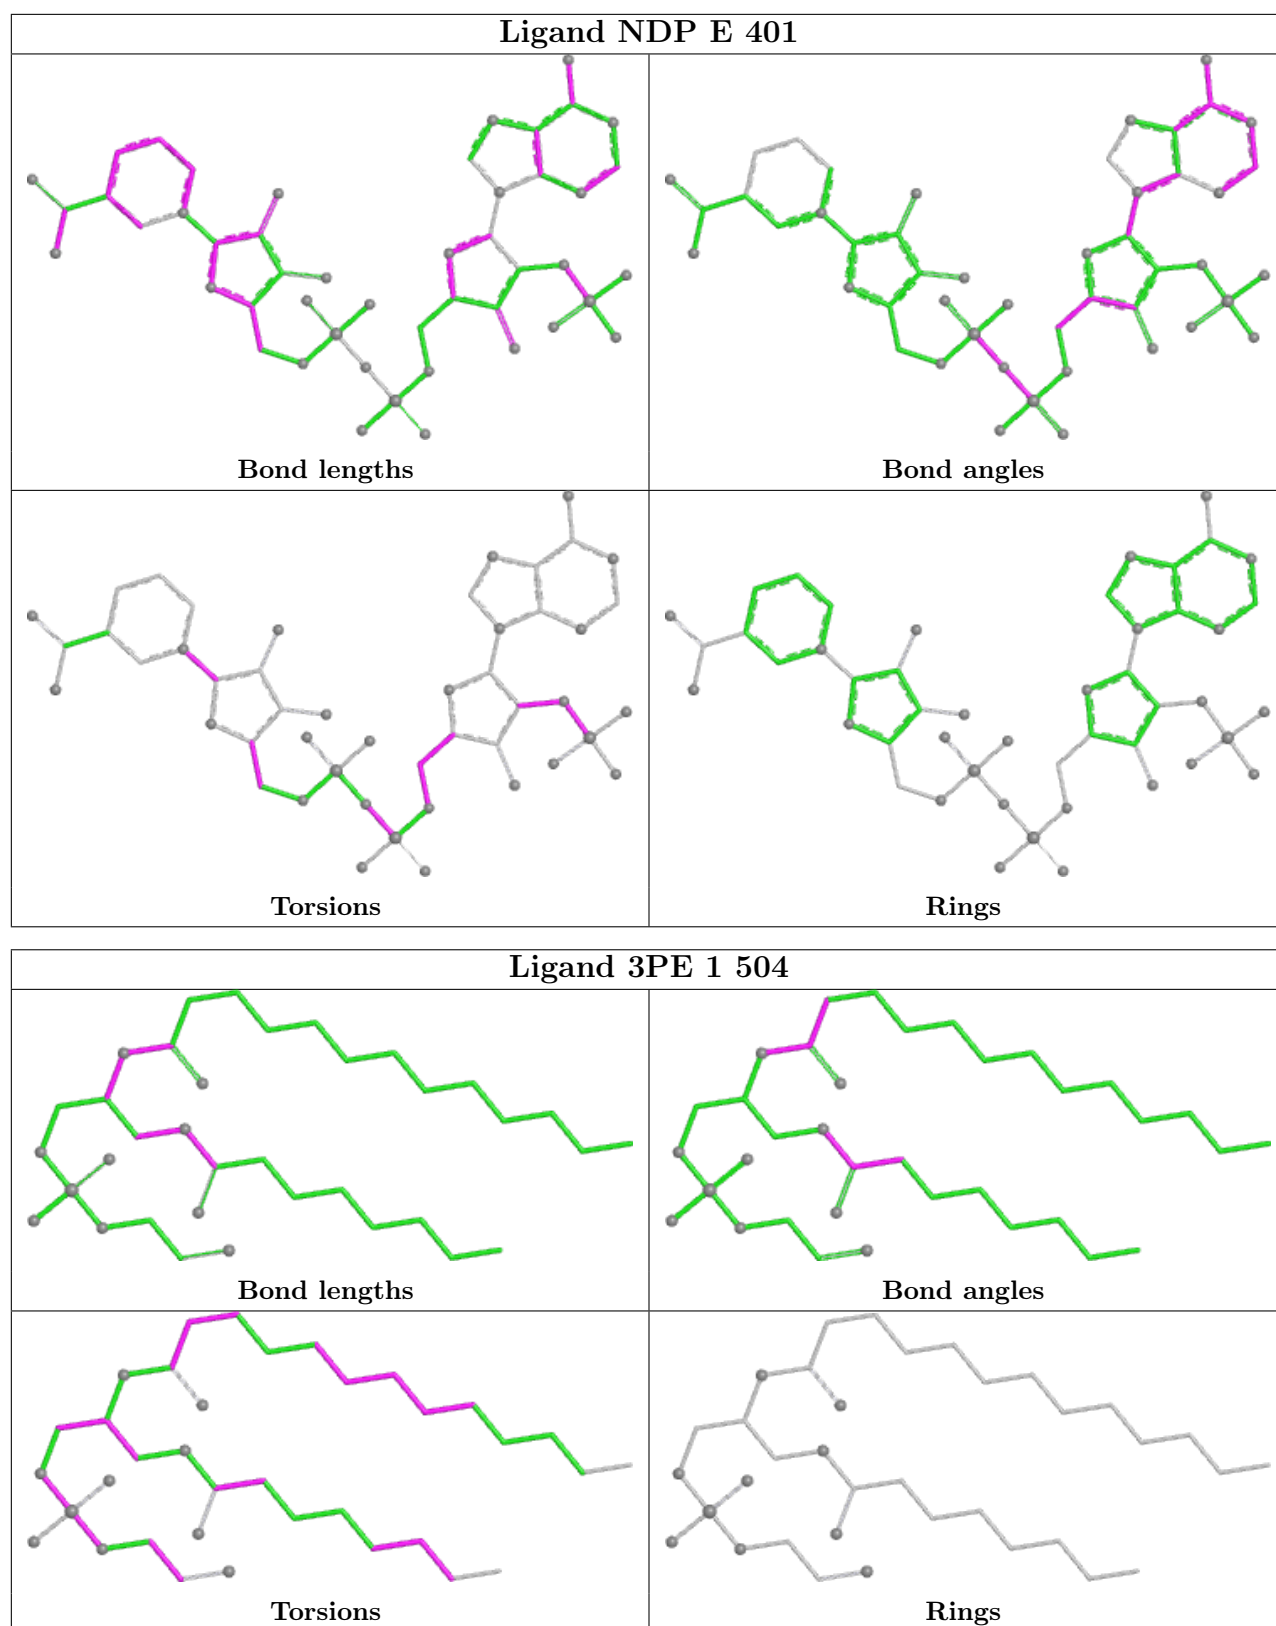 Ligand NDP E 401
Bond lengths
Bond angles
Torsions
Rings
Ligand 3PE 1 504
Bond lengths
Bond angles
Torsions
Rings